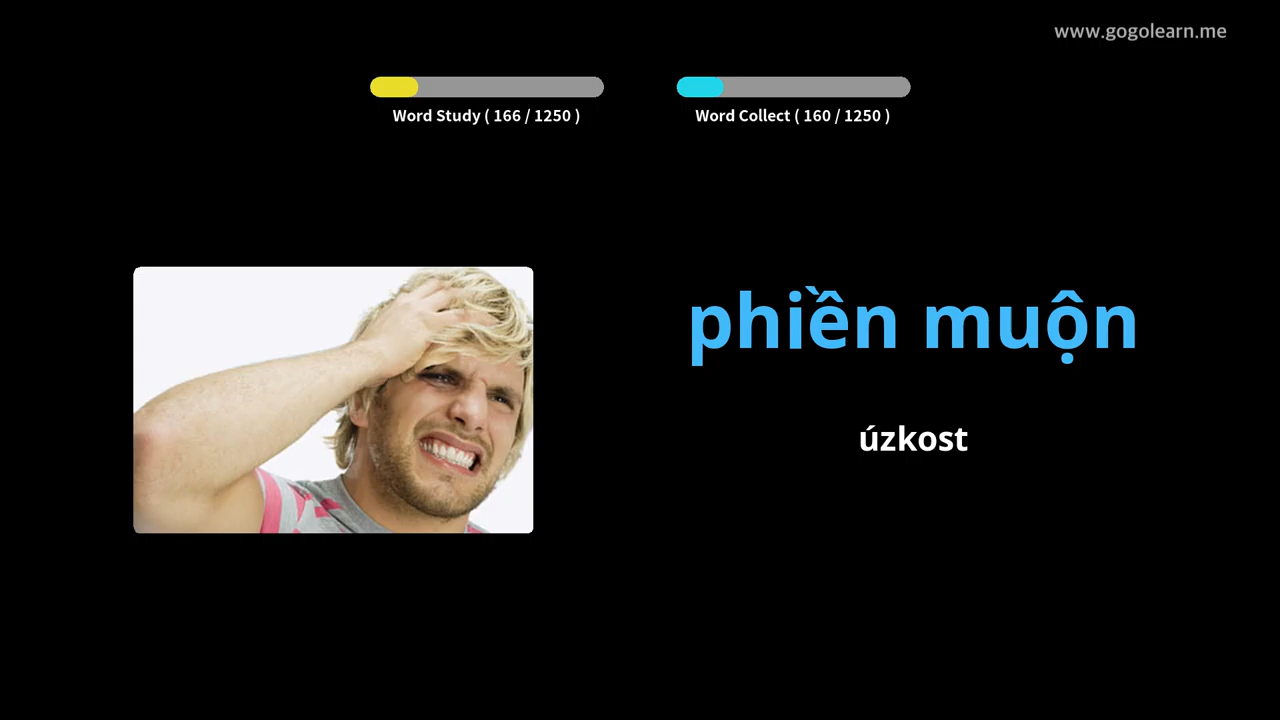 www.gogolearn.me
Word Study ( 166 / 1250 )
Word Collect ( 160 / 1250 )
phiền muộn
úzkost